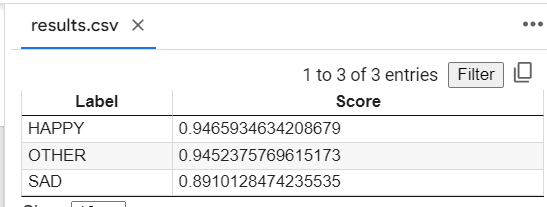 results.csv ×
1 to 3 of 3 entries Filter
Label Score
HAPPY 0.9465934634208679
OTHER 0.9452375769615173
SAD 0.8910128474235535